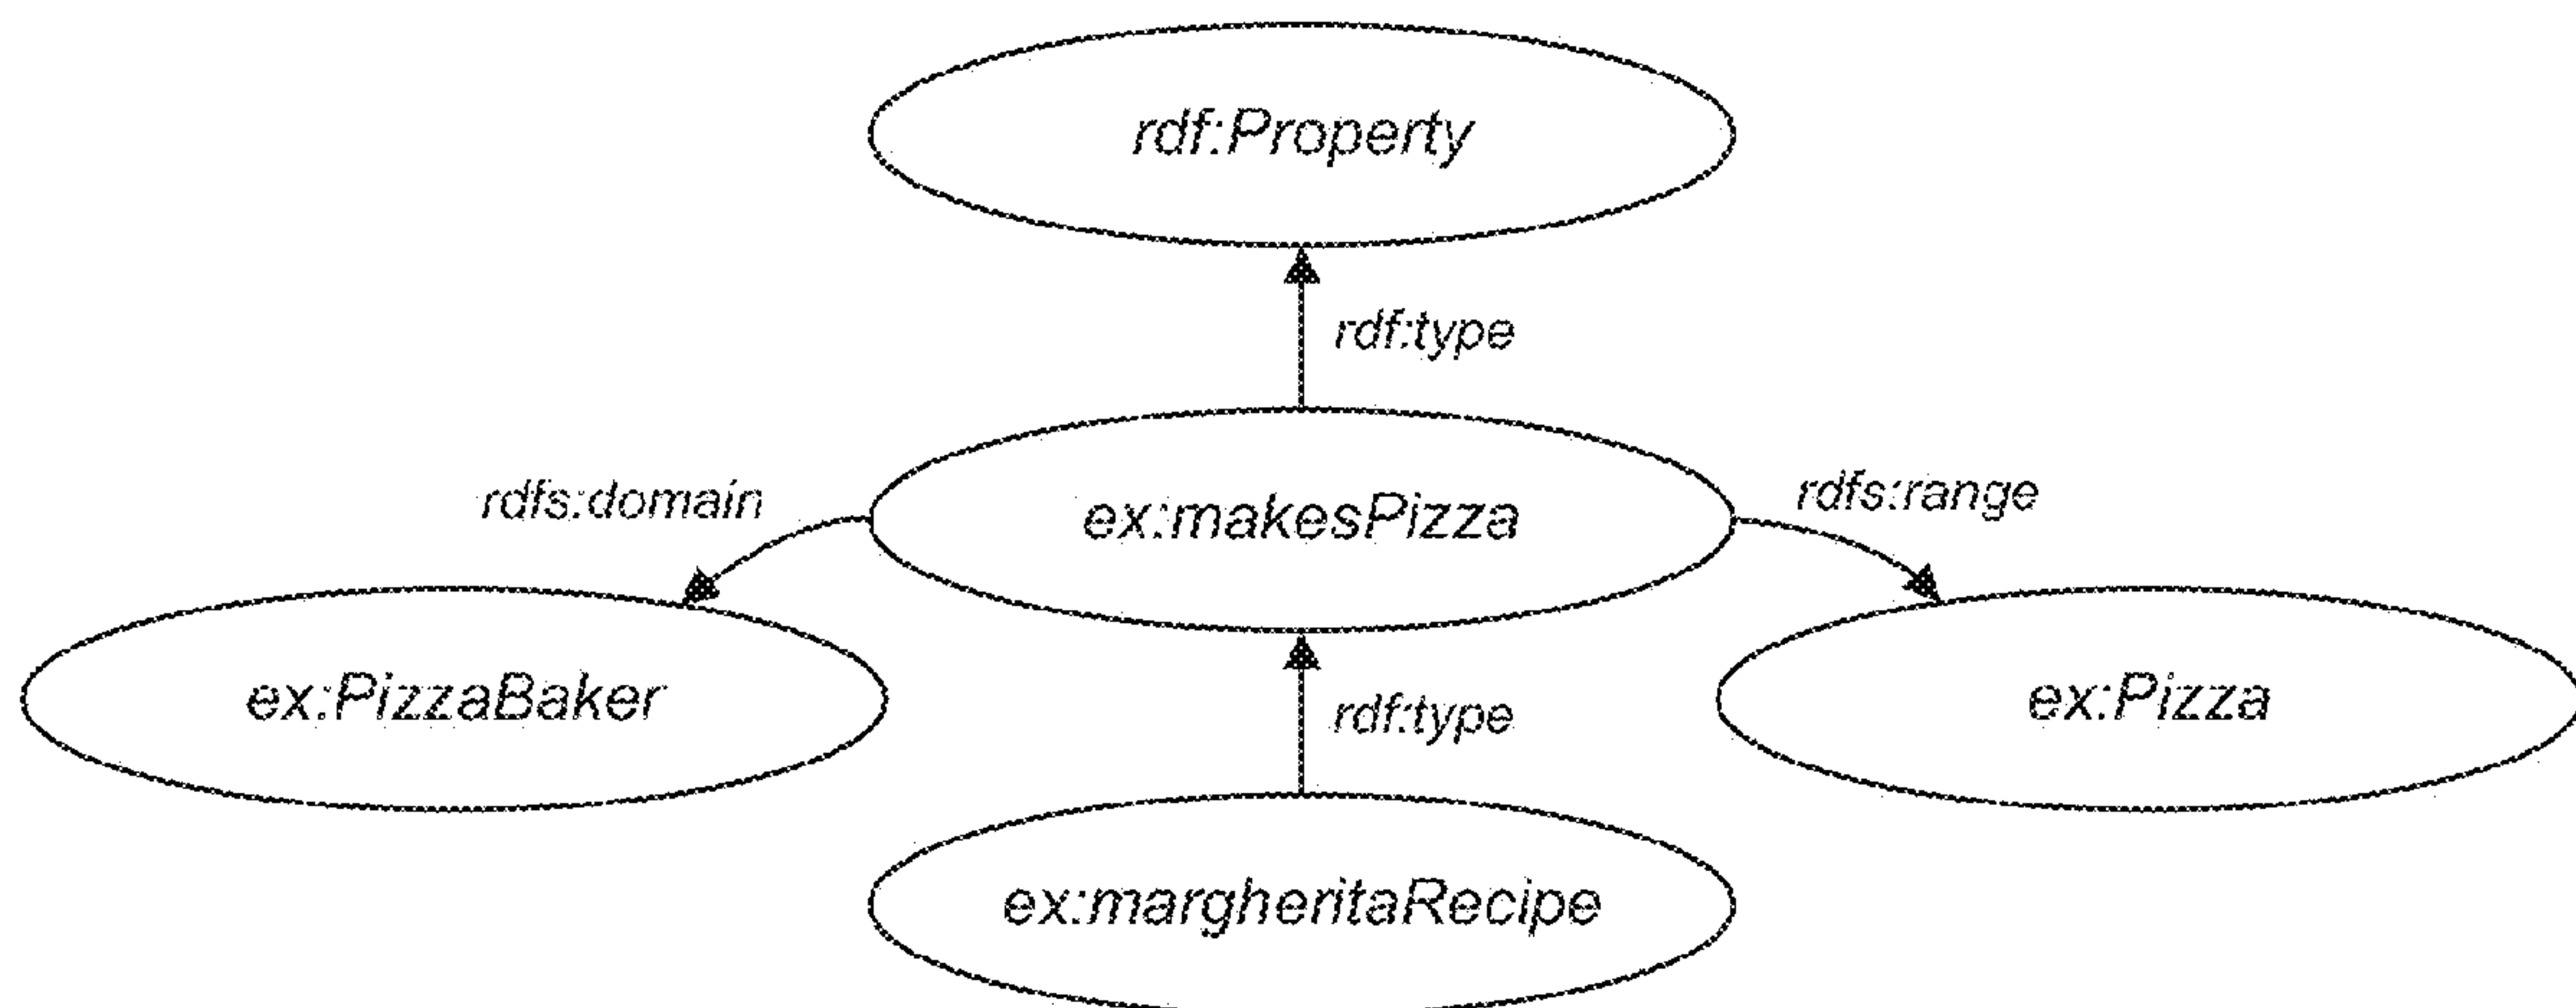 rdf:Property
rdf:type
rdfs:domain
ex:makesPizza
rdfs:range
ex:PizzaBaker
rdf:type
ex:Pizza
ex:margheritaRecipe